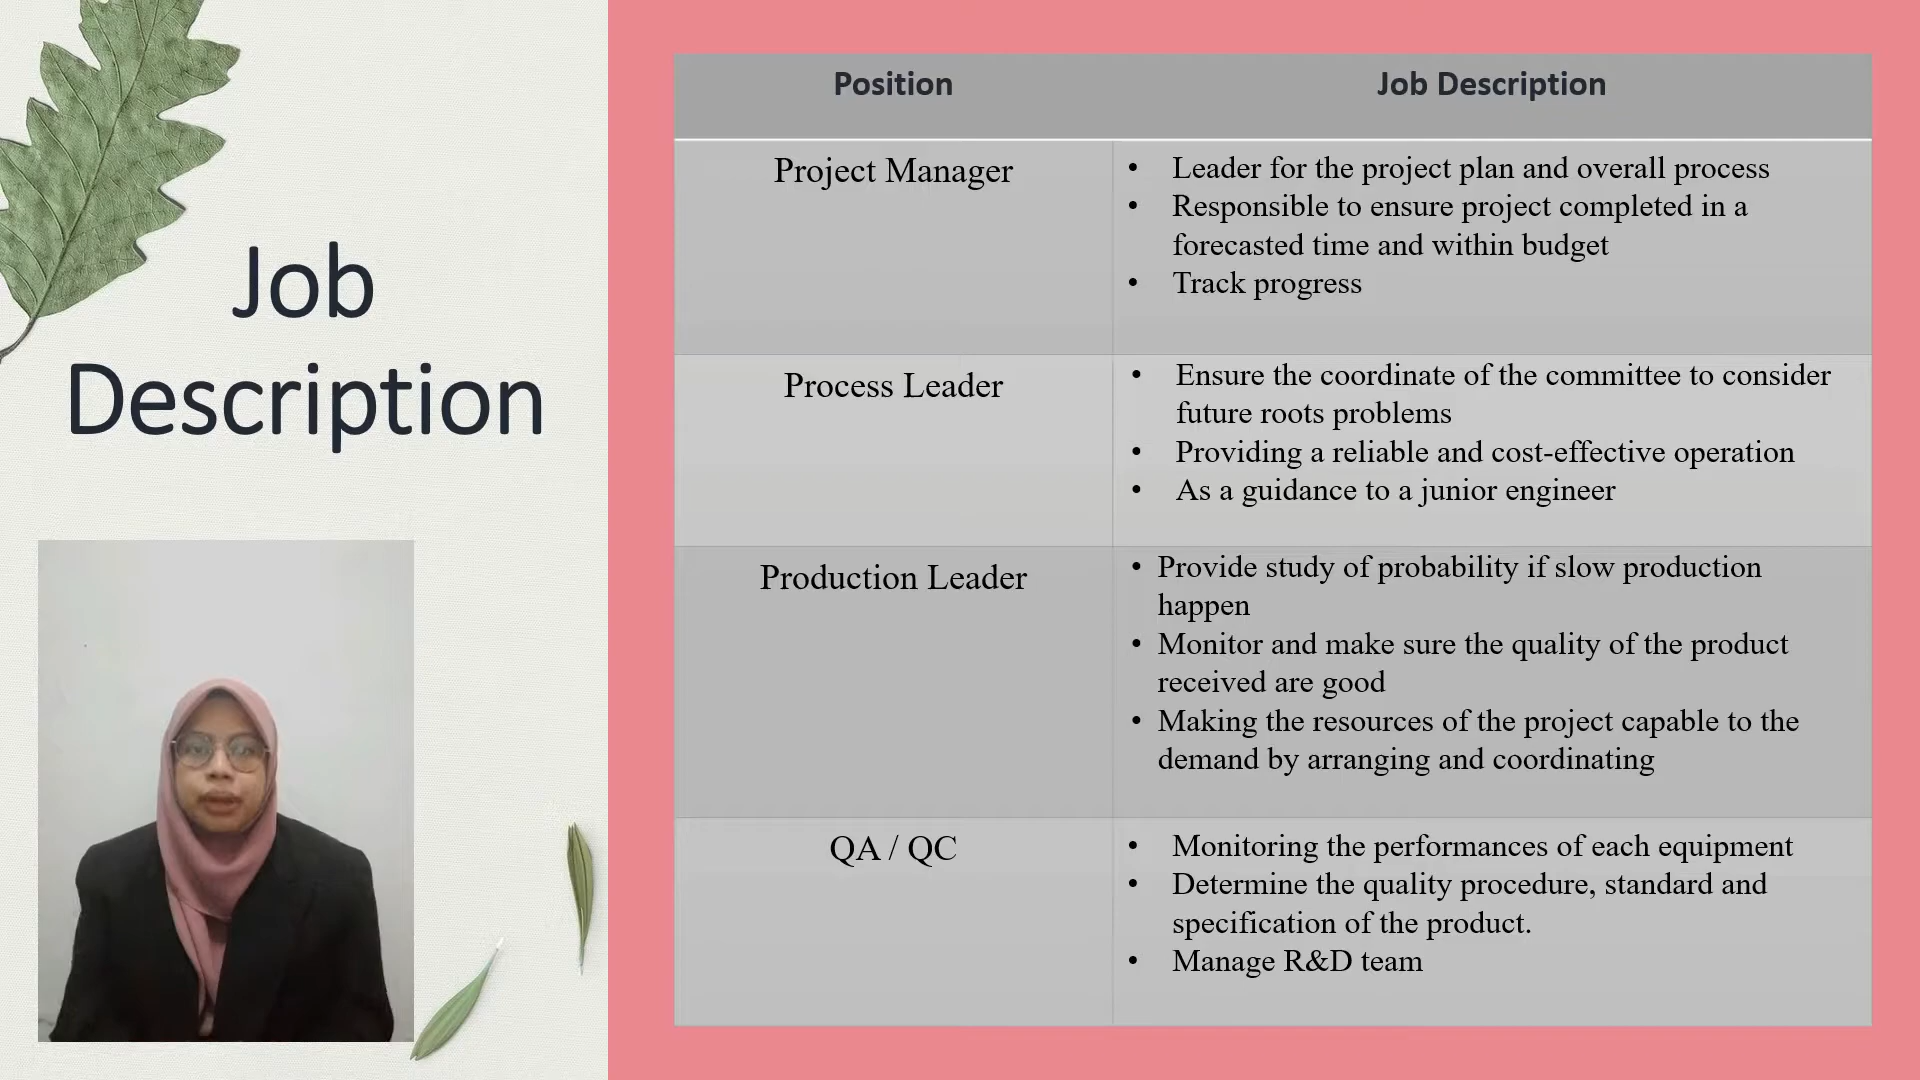 Job
Description
Position
Job Description
Project Manager
• Leader for the project plan and overall process
• Responsible to ensure project completed in a
forecasted time and within budget
• Track progress
Process Leader
• Ensure the coordinate of the committee to consider
future roots problems
• Providing a reliable and cost-effective operation
• As a guidance to a junior engineer
Production Leader
• Provide study of probability if slow production
happen
• Monitor and make sure the quality of the product
received are good
• Making the resources of the project capable to the
demand by arranging and coordinating
QA / QC
• Monitoring the performances of each equipment
• Determine the quality procedure, standard and
specification of the product.
• Manage R&D team